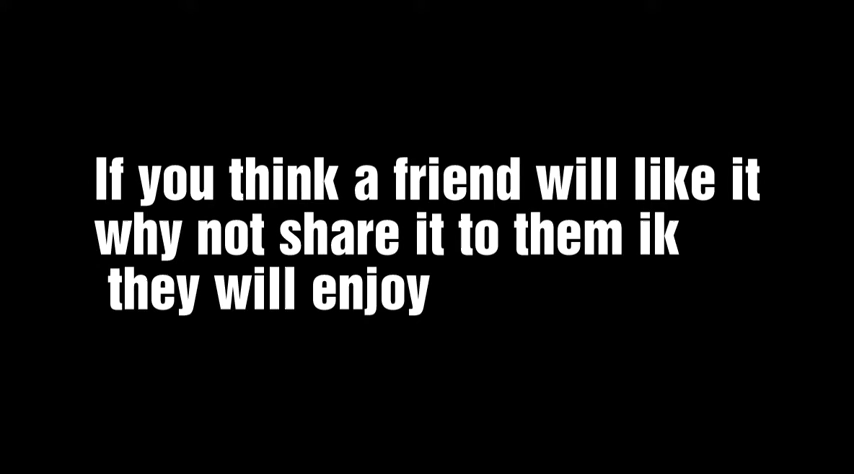 If you think a friend will like it
why not share it to them ik
they will enjoy